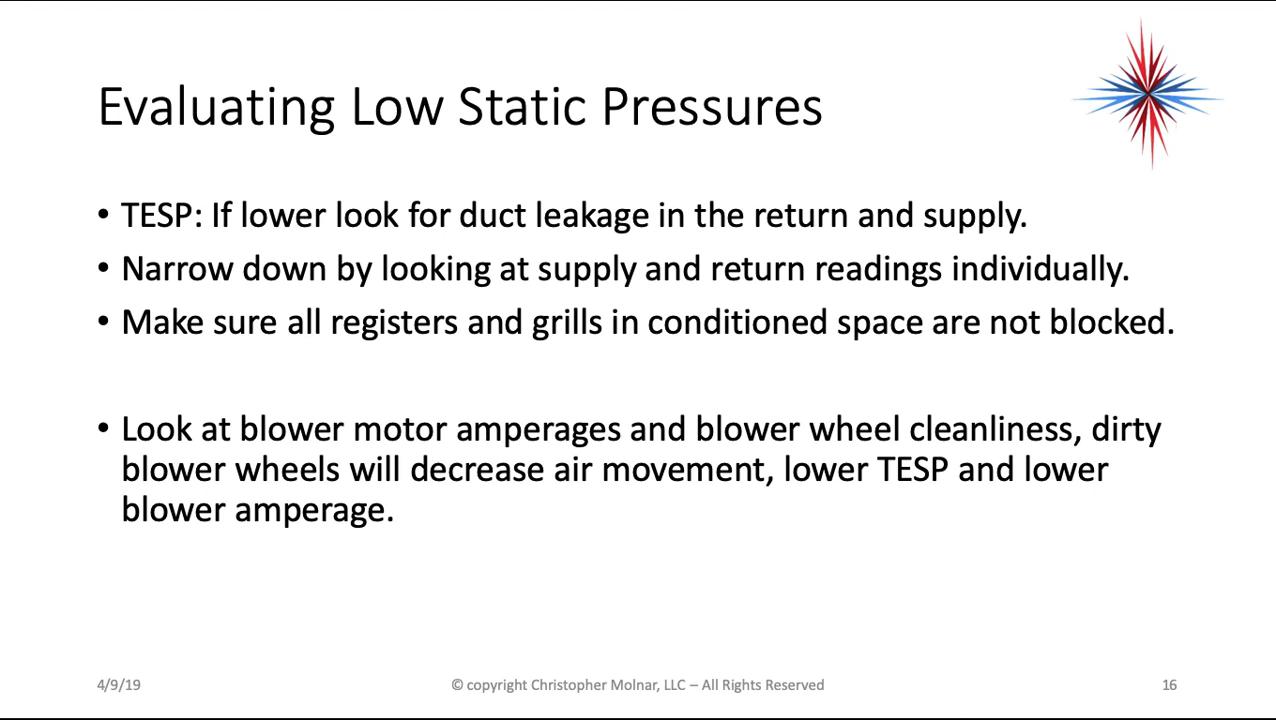 Evaluating Low Static Pressures
• TESP: If lower look for duct leakage in the return and supply.
• Narrow down by looking at supply and return readings individually.
• Make sure all registers and grills in conditioned space are not blocked.
• Look at blower motor amperages and blower wheel cleanliness, dirty
blower wheels will decrease air movement, lower TESP and lower
blower amperage.
4/9/19
© copyright Christopher Molnar, LLC – All Rights Reserved
16